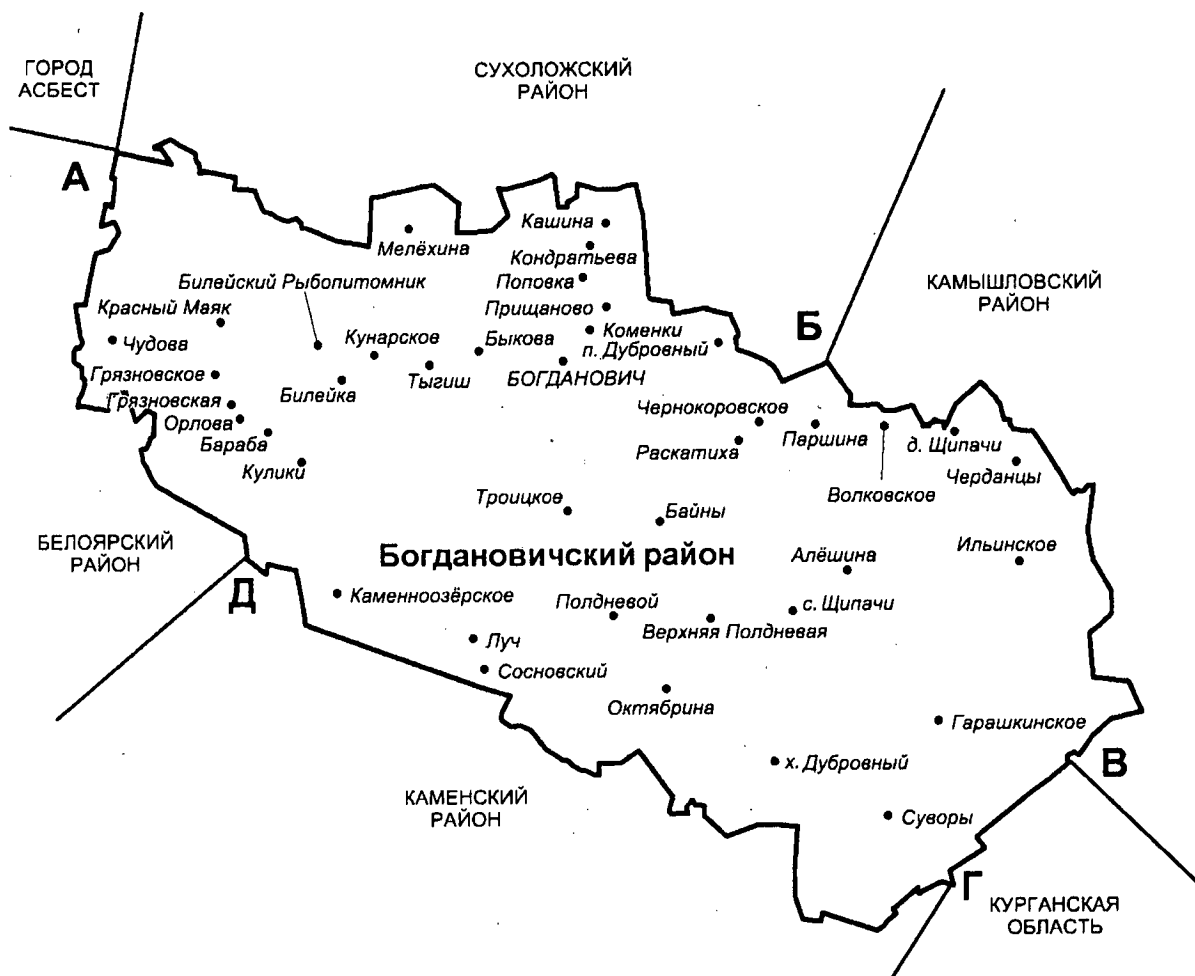 ГОРОД
АСБЕСТ
СУХОЛОЖСКИЙ
РАЙОН
А
Кашина
Мелёхина
Кондратьева
Билейский Рыбопитомник
Поповка
КАМЫШЛОВСКИЙ
РАЙОН
Красный Маяк
Прищаново
Б
Чудова
Кунарское
Быкова
Коменки
п. Дубровный
Грязновское
Билейка
Тыгиш
БОГДАНОВИЧ
Грязновская
Чернокоровское
Орлова
Бараба
Раскатиха
Паршина
д. Щипачи
Кулики
Черданцы
Троицкое
Волковское
Байны
БЕЛОЯРСКИЙ
РАЙОН
Богдановичский район
Алёшина
Ильинское
Д
Каменноозёрское
Полдневой
с. Щипачи
Луч
Верхняя Полдневая
Сосновский
Октябрина
Гарашкинское
х. Дубровный
В
КАМЕНСКИЙ
РАЙОН
Суворы
Г
КУРГАНСКАЯ
ОБЛАСТЬ